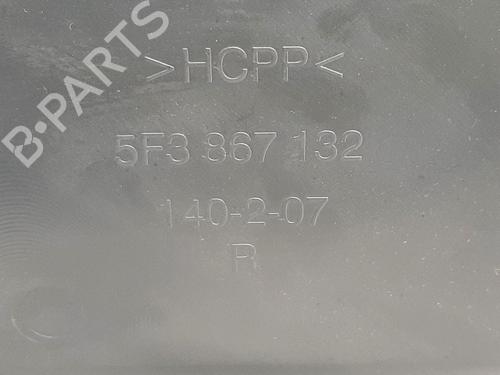 B·PARTS
>HCPP<
5F3 867 132
140-2-07
R